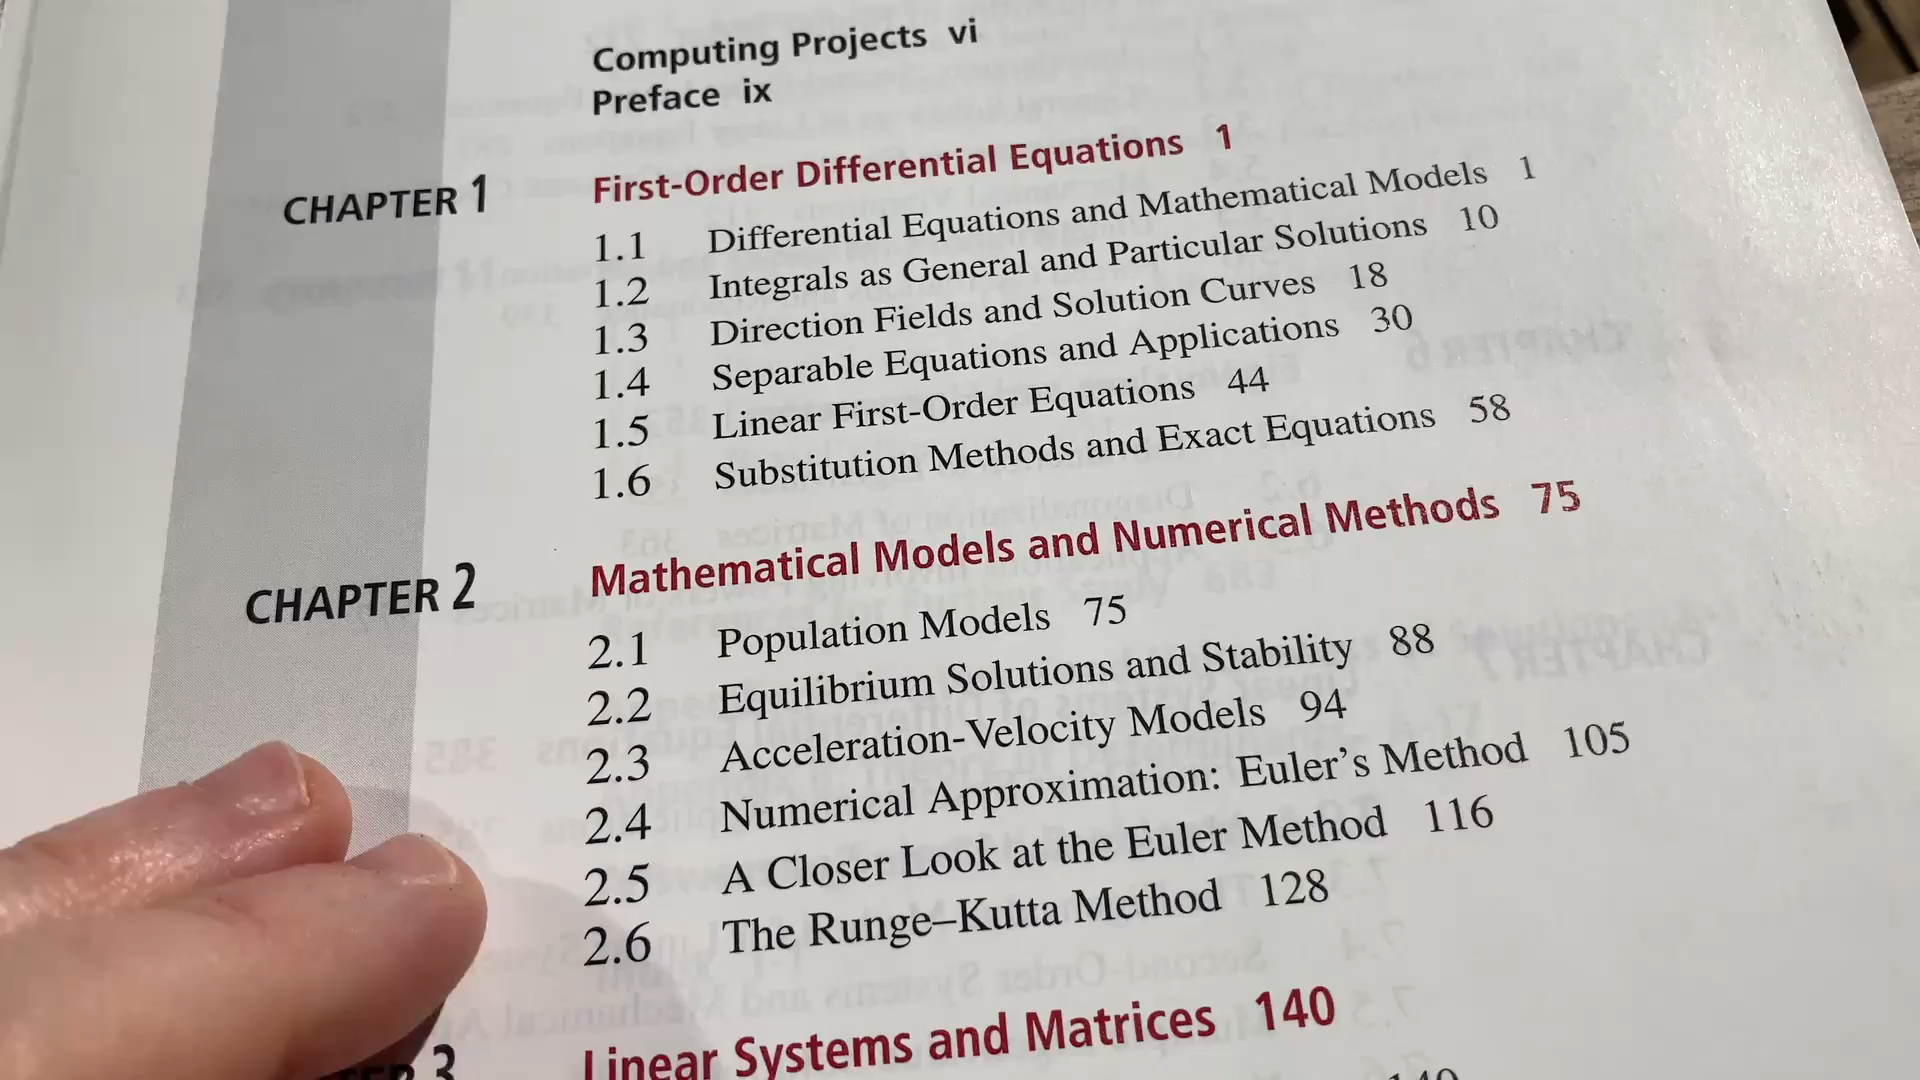 Computing Projects vi
Preface ix
CHAPTER 1 First-Order Differential Equations 1
1.1 Differential Equations and Mathematical Models 1
1.2 Integrals as General and Particular Solutions 10
1.3 Direction Fields and Solution Curves 18
1.4 Separable Equations and Applications 30
1.5 Linear First-Order Equations 44
1.6 Substitution Methods and Exact Equations 58
CHAPTER 2 Mathematical Models and Numerical Methods 75
2.1 Population Models 75
2.2 Equilibrium Solutions and Stability 88
2.3 Acceleration-Velocity Models 94
2.4 Numerical Approximation: Euler's Method 105
2.5 A Closer Look at the Euler Method 116
2.6 The Runge–Kutta Method 128
3 Linear Systems and Matrices 140